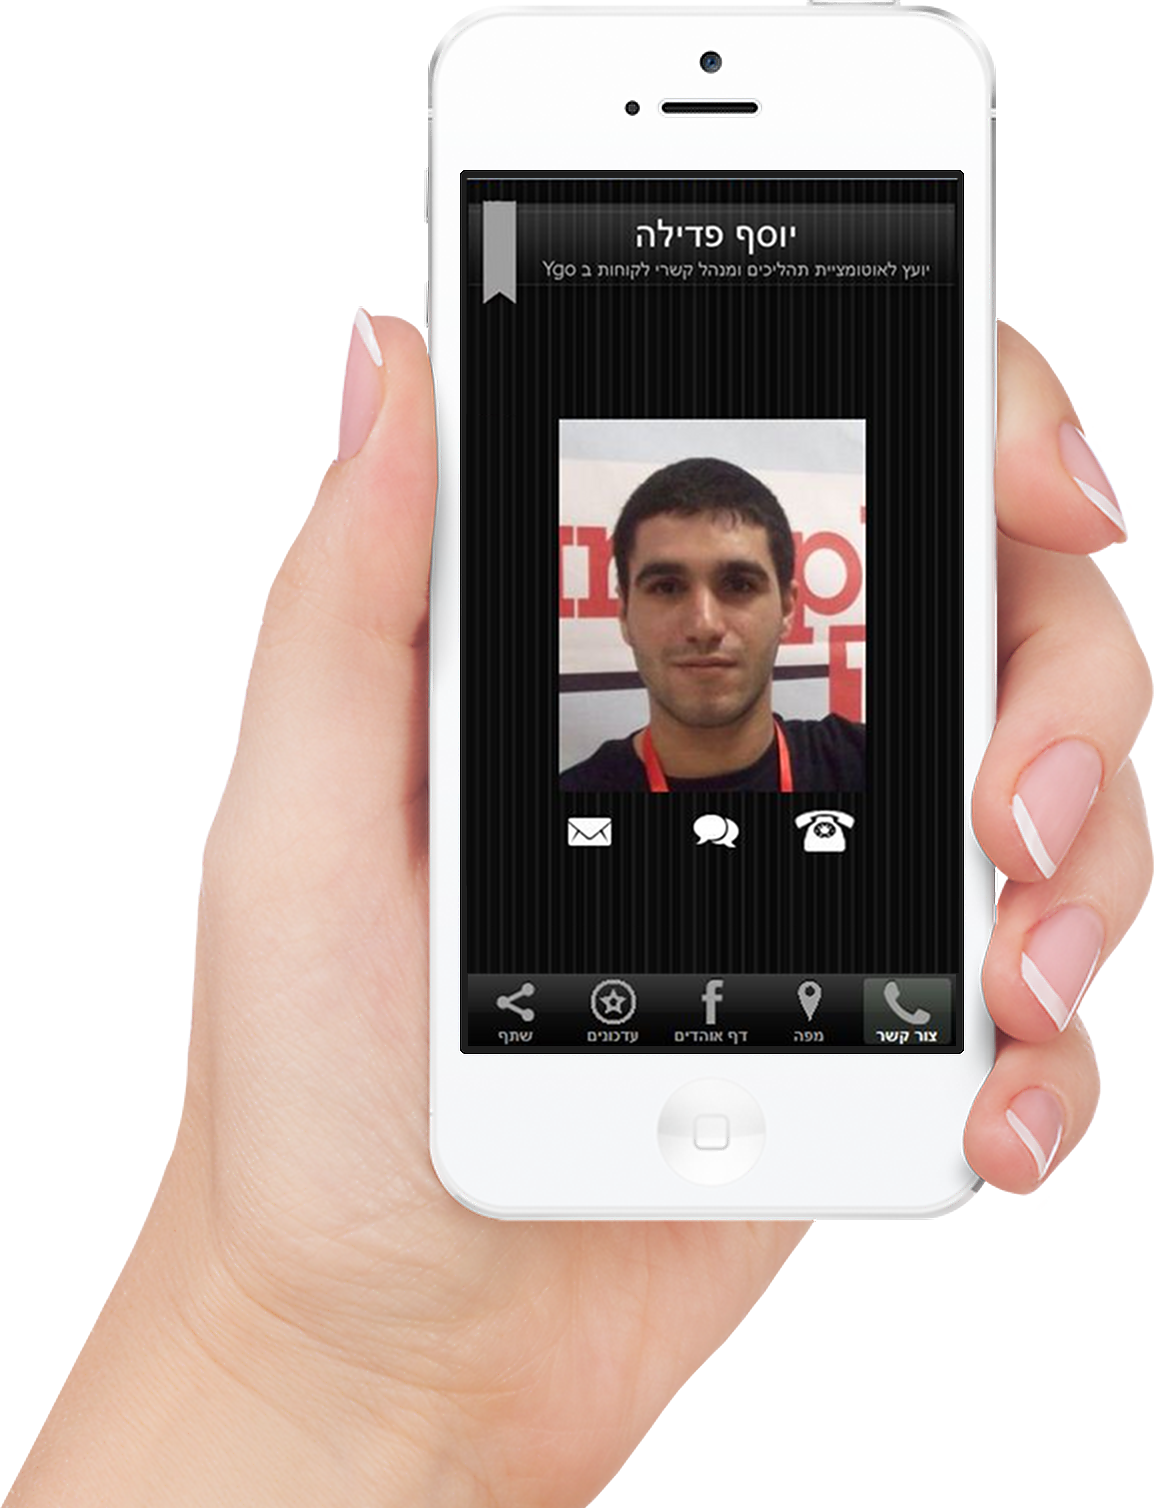 יוסף פדילה
יועץ לאוטומציית תהליכים ומנהל קשרי לקוחות ב Ygo
צור קשר
מפה
דף אוהדים
עדכונים
שתף